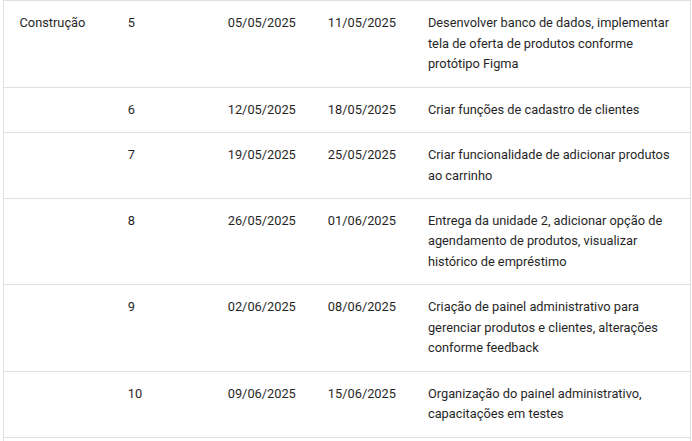 Construção 5 05/05/2025 11/05/2025 Desenvolver banco de dados, implementar
tela de oferta de produtos conforme
protótipo Figma
6 12/05/2025 18/05/2025 Criar funções de cadastro de clientes
7 19/05/2025 25/05/2025 Criar funcionalidade de adicionar produtos
ao carrinho
8 26/05/2025 01/06/2025 Entrega da unidade 2, adicionar opção de
agendamento de produtos, visualizar
histórico de empréstimo
9 02/06/2025 08/06/2025 Criação de painel administrativo para
gerenciar produtos e clientes, alterações
conforme feedback
10 09/06/2025 15/06/2025 Organização do painel administrativo,
capacitações em testes